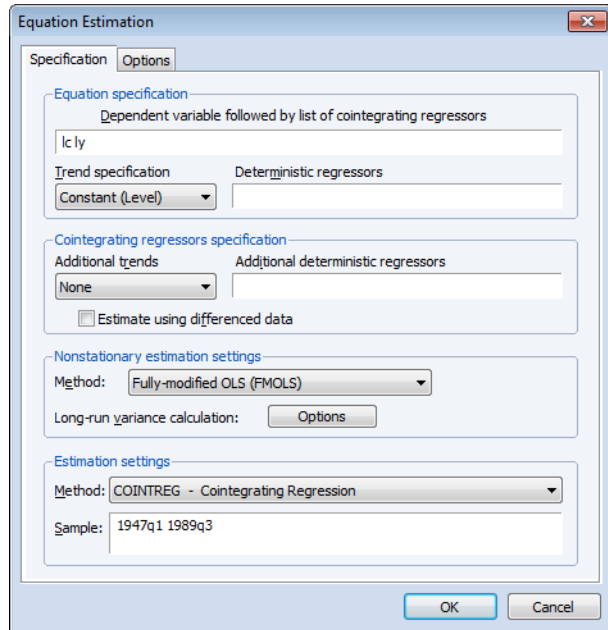 Equation Estimation
Specification Options
Equation specification
Dependent variable followed by list of cointegrating regressors
lc ly
Trend specification Deterministic regressors
Constant (Level)
Cointegrating regressors specification
Additional trends Additional deterministic regressors
None
Estimate using differenced data
Nonstationary estimation settings
Method: Fully-modified OLS (FMOLS)
Long-run variance calculation: Options
Estimation settings
Method: COINTREG - Cointegrating Regression
Sample: 1947q1 1989q3
OK Cancel